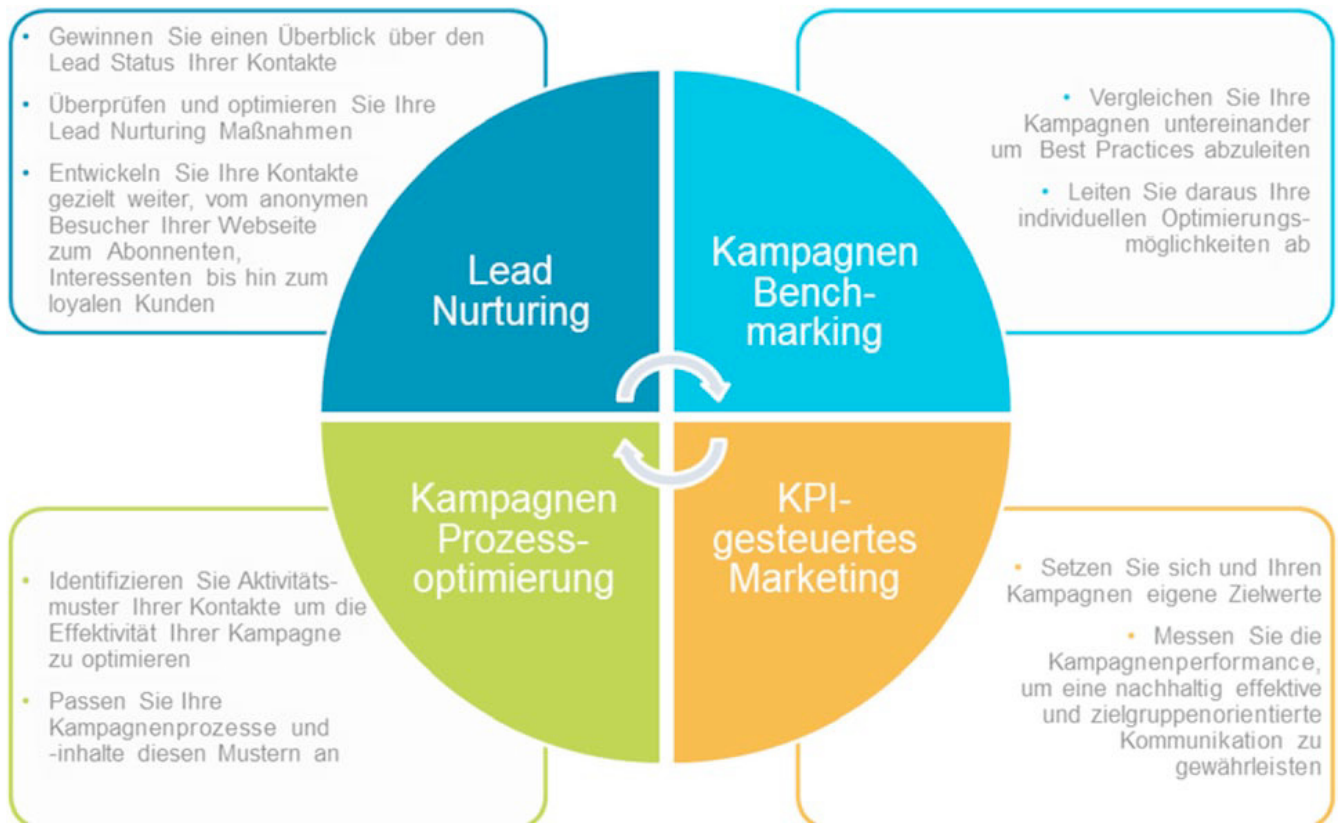 • Gewinnen Sie einen Überblick über den
Lead Status Ihrer Kontakte
• Überprüfen und optimieren Sie Ihre
Lead Nurturing Maßnahmen
• Entwickeln Sie Ihre Kontakte
gezielt weiter, vom anonymen
Besucher Ihrer Webseite
zum Abonnenten,
Interessenten bis hin zum
loyalen Kunden
Lead
Nurturing
Kampagnen
Bench-
marking
• Vergleichen Sie Ihre
Kampagnen untereinander
um Best Practices abzuleiten
• Leiten Sie daraus Ihre
individuellen Optimierungs-
möglichkeiten ab
• Identifizieren Sie Aktivitäts-
muster Ihrer Kontakte um die
Effektivität Ihrer Kampagne
zu optimieren
• Passen Sie Ihre
Kampagnenprozesse und
-inhalte diesen Mustern an
Kampagnen
Prozess-
optimierung
KPI-
gesteuertes
Marketing
• Setzen Sie sich und Ihren
Kampagnen eigene Zielwerte
• Messen Sie die
Kampagnenperformance,
um eine nachhaltig effektive
und zielgruppenorientierte
Kommunikation zu
gewährleisten